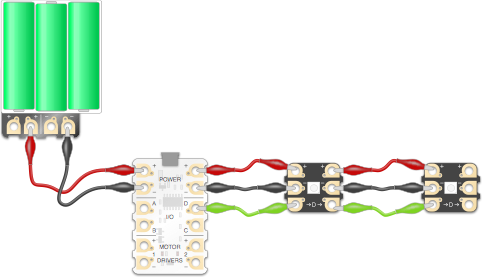 + + − −
+ POWER +
− −
A I/O D
B C
+ MOTOR +
1 DRIVERS 2
− −
+ +
− −
→D→
+ +
− −
→D→